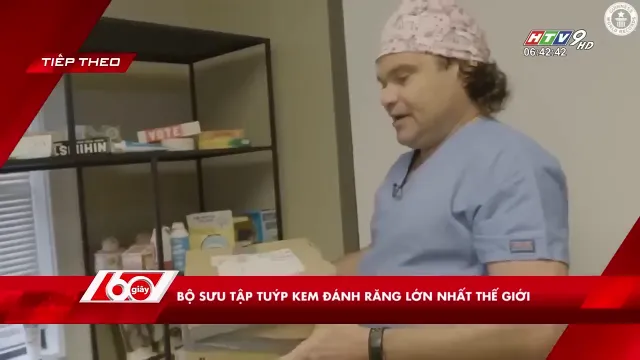 TIẾP THEO
HTV9 HD
06:42:42
VOTE
60 giây
BỘ SƯU TẬP TUÝP KEM ĐÁNH RĂNG LỚN NHẤT THẾ GIỚI